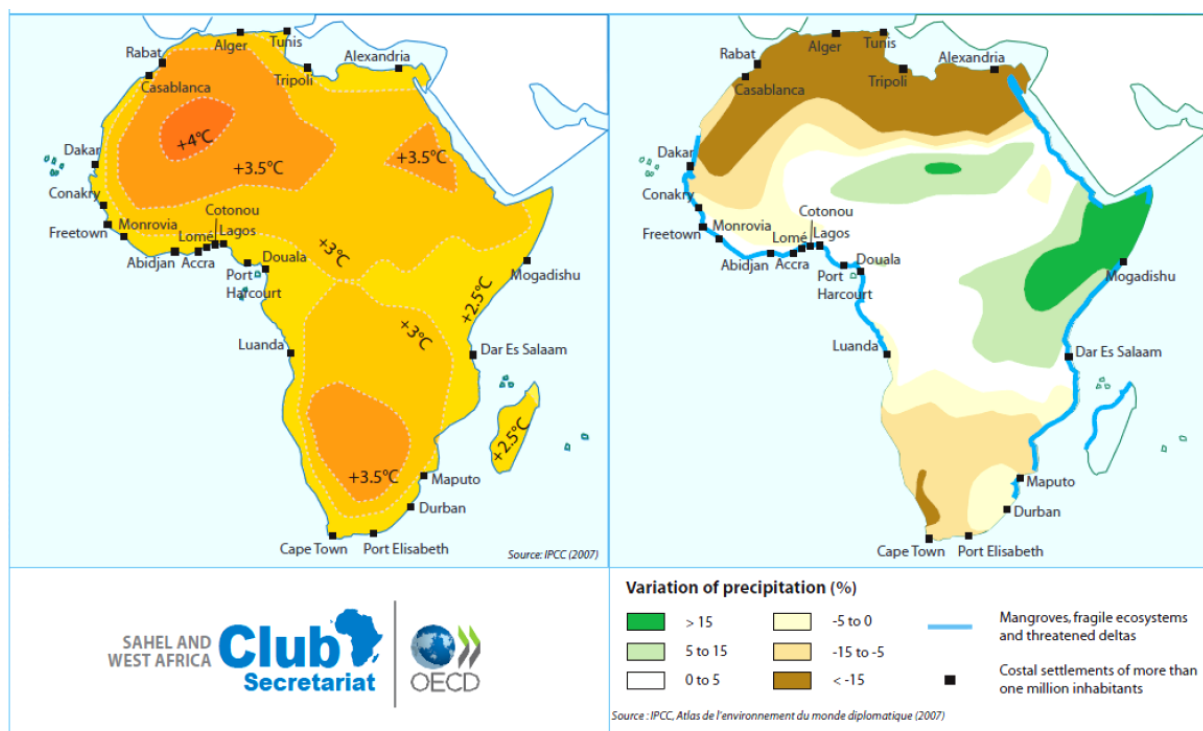 Rabat
Alger
Tunis
Alexandria
Casablanca
Tripoli
+4°C
+3.5°C
+3.5°C
Dakar
Conakry
Freetown
Monrovia
Cotonou
Lomé
Lagos
Abidjan
Accra
Port
Harcourt
Douala
+3°C
Mogadishu
+2.5°C
+3°C
Luanda
Dar Es Salaam
+2.5°C
+3.5°C
Maputo
Durban
Cape Town
Port Elisabeth
Source: IPCC (2007)
Rabat
Alger
Tunis
Alexandria
Casablanca
Tripoli
Dakar
Conakry
Freetown
Monrovia
Cotonou
Lomé
Lagos
Abidjan
Accra
Port
Harcourt
Douala
Mogadishu
Luanda
Dar Es Salaam
Maputo
Durban
Cape Town
Port Elisabeth
SAHEL AND
WEST AFRICA
Club
Secretariat
OECD
Variation of precipitation (%)
> 15
5 to 15
0 to 5
-5 to 0
-15 to -5
< -15
Mangroves, fragile ecosystems
and threatened deltas
Costal settlements of more than
one million inhabitants
Source : IPCC, Atlas de l'environement du monde diplomatique (2007)